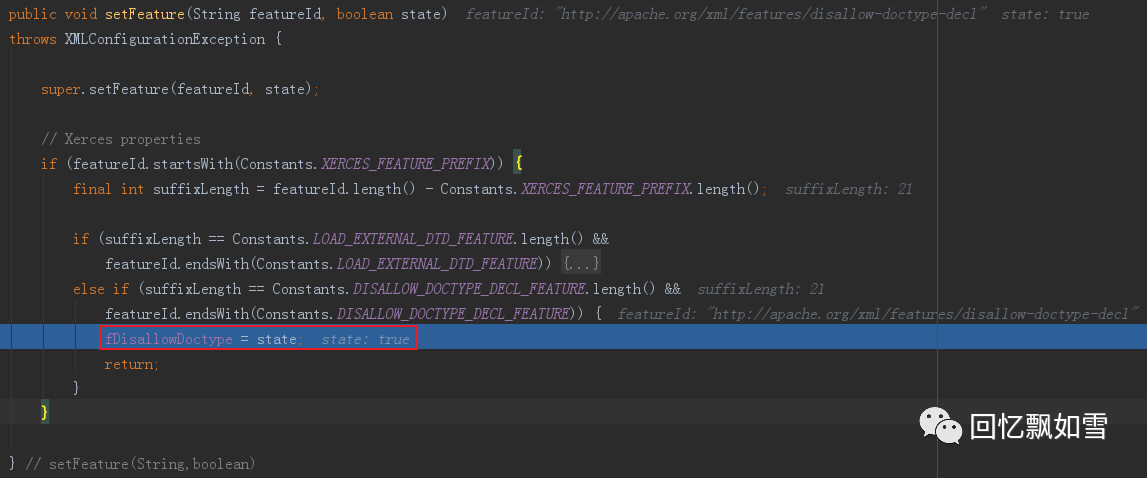 public void setFeature(String featureId, boolean state)  featureId: "http://apache.org/xml/features/disallow-doctype-decl"  state: true
throws XMLConfigurationException {
super.setFeature(featureId, state);
// Xerces properties
if (featureId.startsWith(Constants.XERCES_FEATURE_PREFIX)) {
final int suffixLength = featureId.length() - Constants.XERCES_FEATURE_PREFIX.length();  suffixLength: 21
if (suffixLength == Constants.LOAD_EXTERNAL_DTD_FEATURE.length() &&
featureId.endsWith(Constants.LOAD_EXTERNAL_DTD_FEATURE)) {...}
else if (suffixLength == Constants.DISALLOW_DOCTYPE_DECL_FEATURE.length() &&  suffixLength: 21
featureId.endsWith(Constants.DISALLOW_DOCTYPE_DECL_FEATURE)) {  featureId: "http://apache.org/xml/features/disallow-doctype-decl"
fDisallowDoctype = state;  state: true
return;
}
}
回忆飘如雪
} // setFeature(String,boolean)